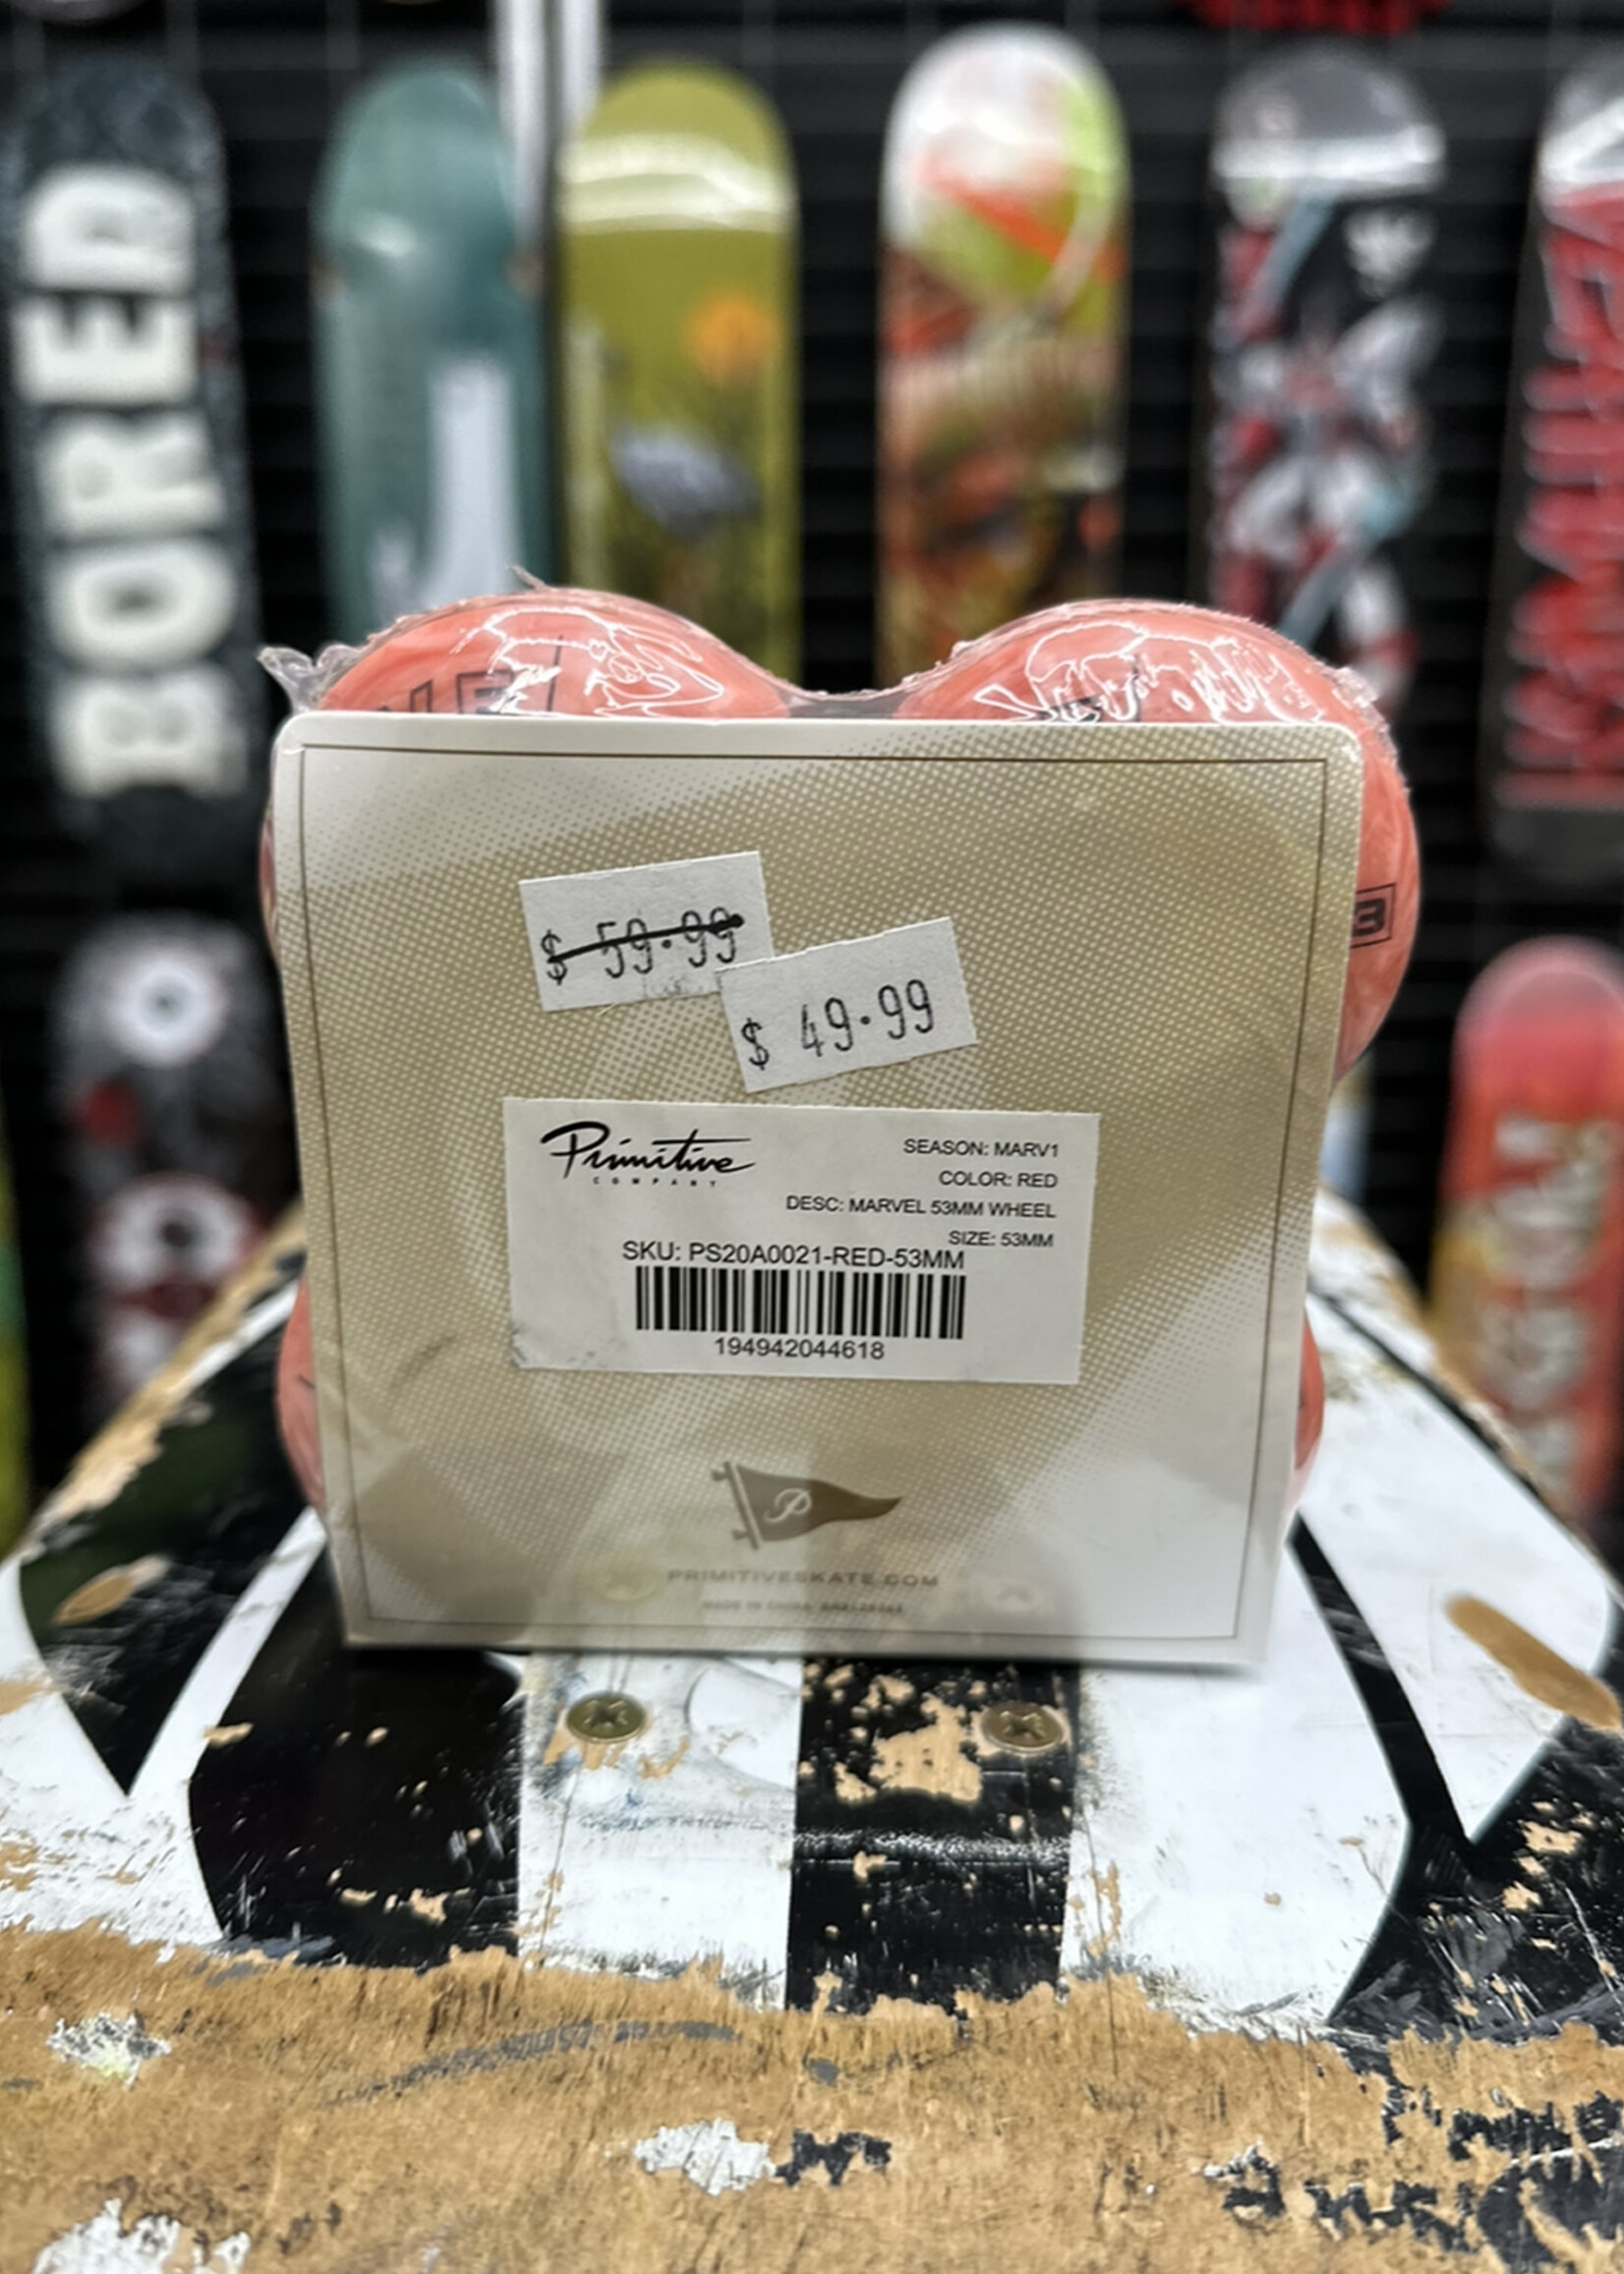 BORED
$ 59.99
$ 49.99
Primitive
COMPANY
SEASON: MARV1
COLOR: RED
DESC: MARVEL 53MM WHEEL
SIZE: 53MM
SKU: PS20A0021-RED-53MM
194942044618
P
PRIMITIVESKATE.COM